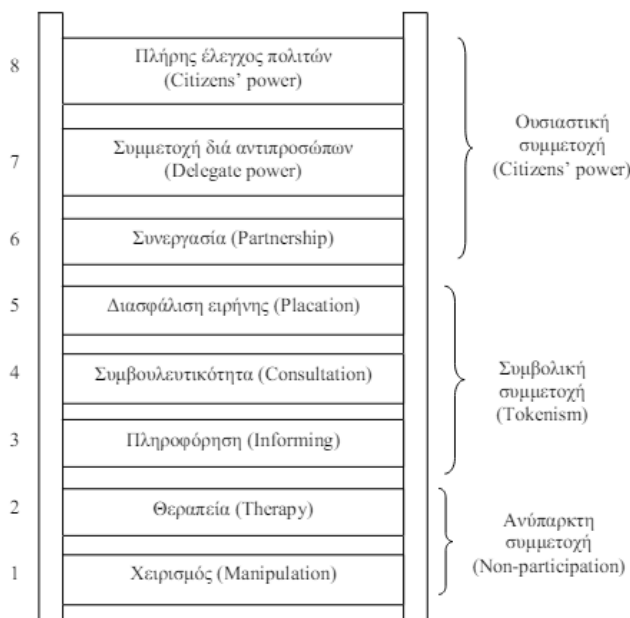 8
Πλήρης έλεγχος πολιτών
(Citizens’ power)
7
Συμμετοχή διά αντιπροσώπων
(Delegate power)
6
Συνεργασία (Partnership)
Ουσιαστική
συμμετοχή
(Citizens’ power)
5
Διασφάλιση ειρήνης (Placation)
4
Συμβουλευτικότητα (Consultation)
3
Πληροφόρηση (Informing)
Συμβολική
συμμετοχή
(Tokenism)
2
Θεραπεία (Therapy)
1
Χειρισμός (Manipulation)
Ανύπαρκτη
συμμετοχή
(Non-participation)